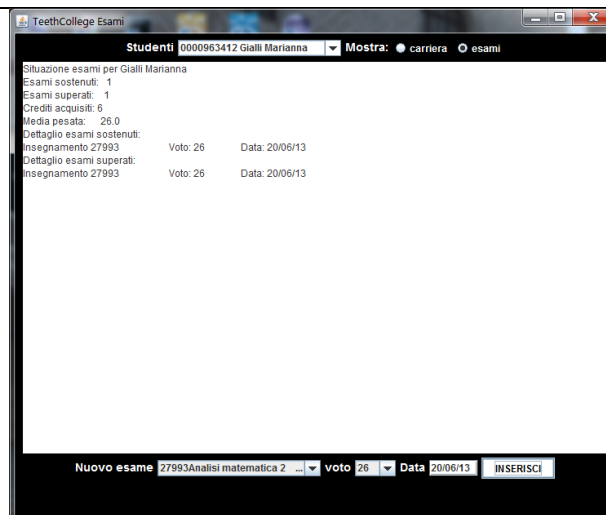 TeethCollege Esami
Studenti 0000963412 Gialli Marianna Mostra: carriera esami
Situazione esami per Gialli Marianna
Esami sostenuti: 1
Esami superati: 1
Crediti acquisiti: 6
Media pesata: 26.0
Dettaglio esami sostenuti:
Insegnamento 27993 Voto: 26 Data: 20/06/13
Dettaglio esami superati:
Insegnamento 27993 Voto: 26 Data: 20/06/13
Nuovo esame 27993Analisi matematica 2 ... voto 26 Data 20/06/13 INSERISCI